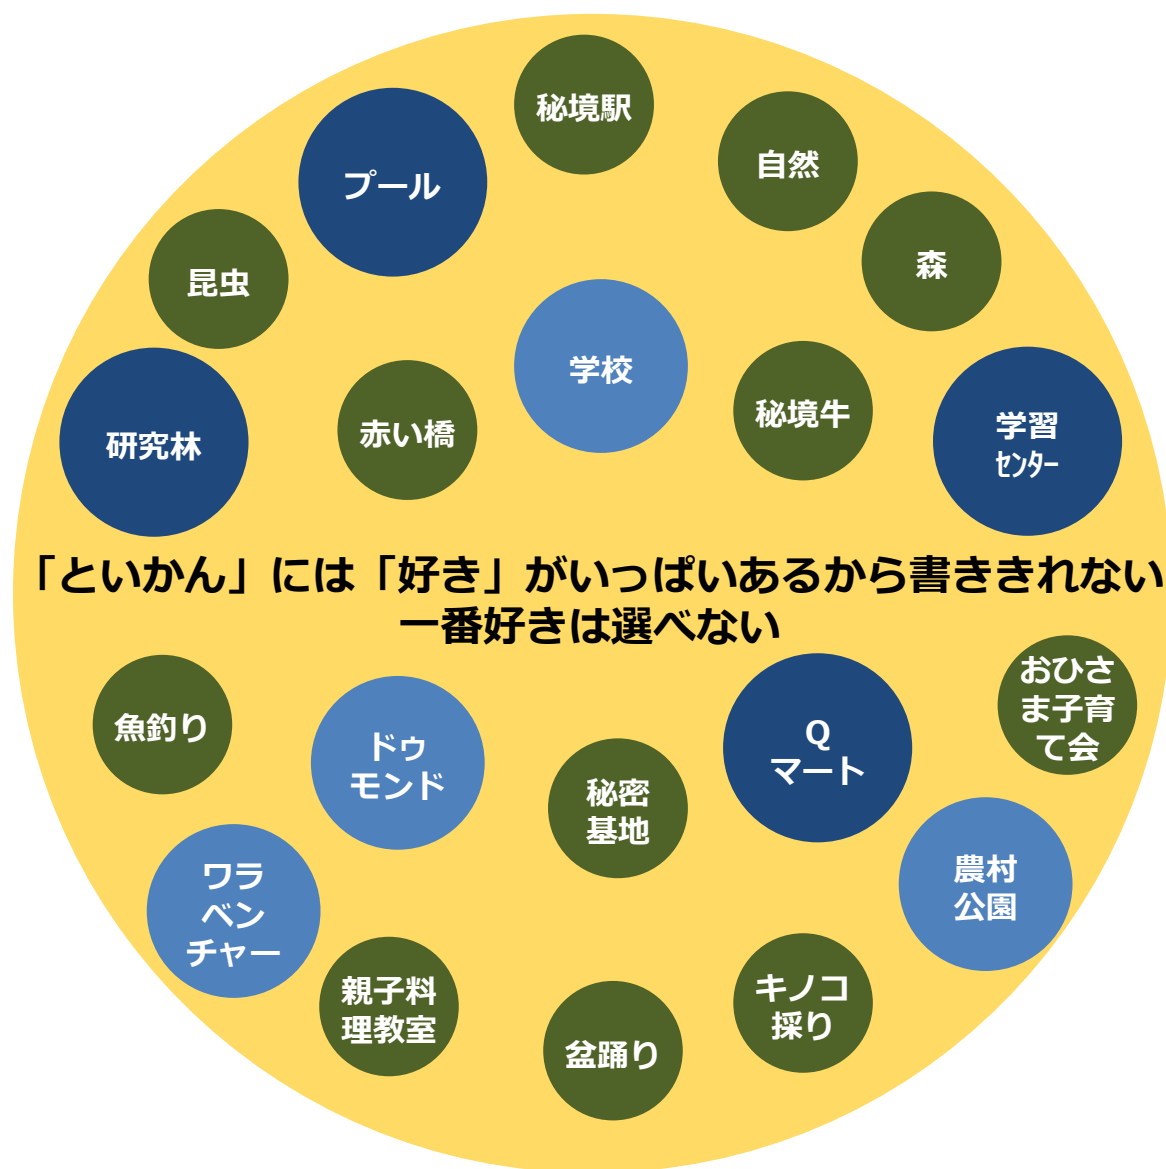 秘境駅
自然
プール
森
昆虫
学校
秘境牛
赤い橋
学習
センター
研究林
「といかん」には「好き」がいっぱいあるから書ききれない
一番好きは選べない
おひさ
ま子育
て会
魚釣り
ドゥ
モンド
Q
マート
秘密
基地
農村
公園
ワラ
ベン
チャー
親子料
理教室
キノコ
採り
盆踊り